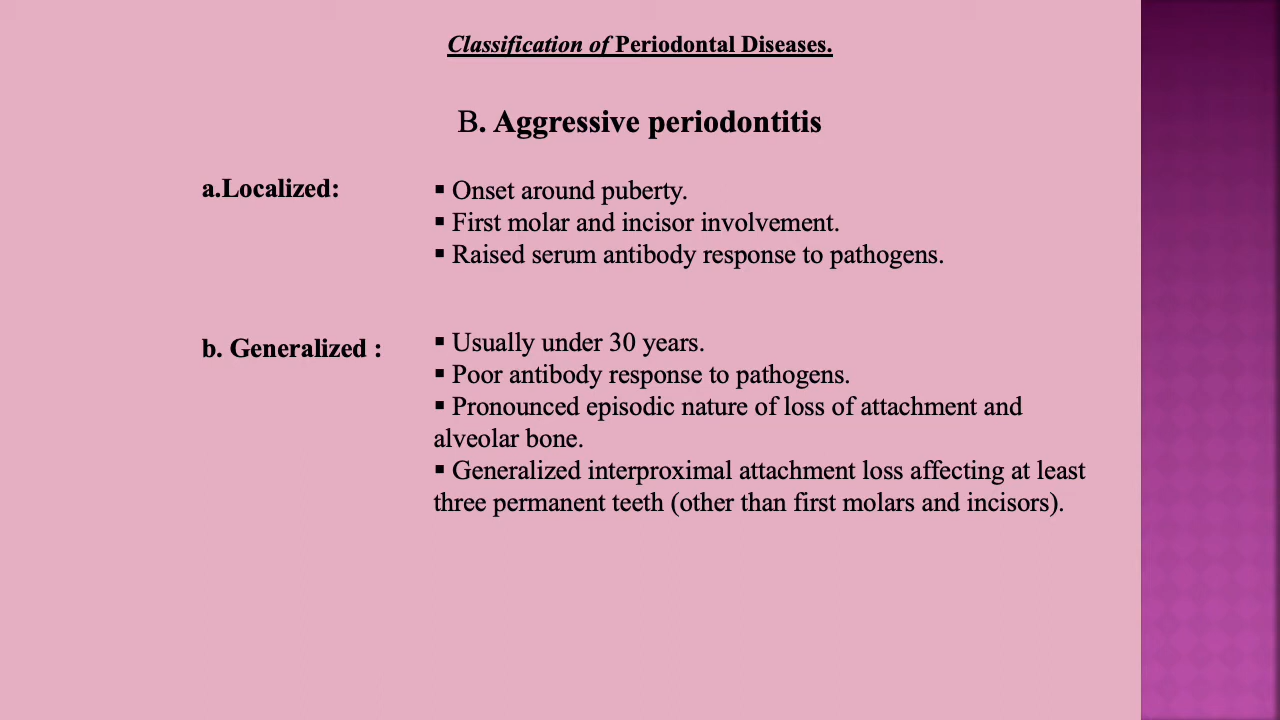 Classification of Periodontal Diseases.
B. Aggressive periodontitis
a.Localized:
▪ Onset around puberty.
▪ First molar and incisor involvement.
▪ Raised serum antibody response to pathogens.
b. Generalized :
▪ Usually under 30 years.
▪ Poor antibody response to pathogens.
▪ Pronounced episodic nature of loss of attachment and
alveolar bone.
▪ Generalized interproximal attachment loss affecting at least
three permanent teeth (other than first molars and incisors).